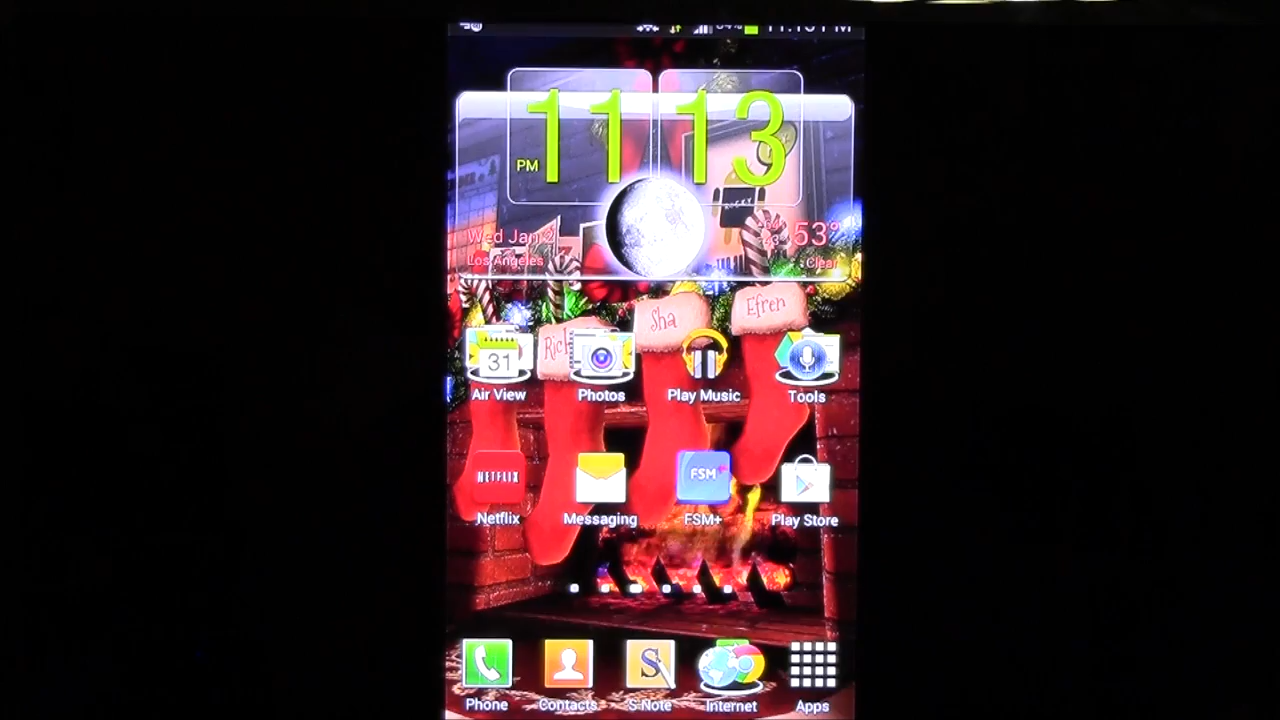 11 13
PM
Wed Jan 2
Los Angeles
53°
Clear
Sha
Efren
31
Air View
Photos
Play Music
Tools
NETFLIX
FSM+
Netflix
Messaging
FSM+
Play Store
S
Phone
Contacts
S Note
Internet
Apps